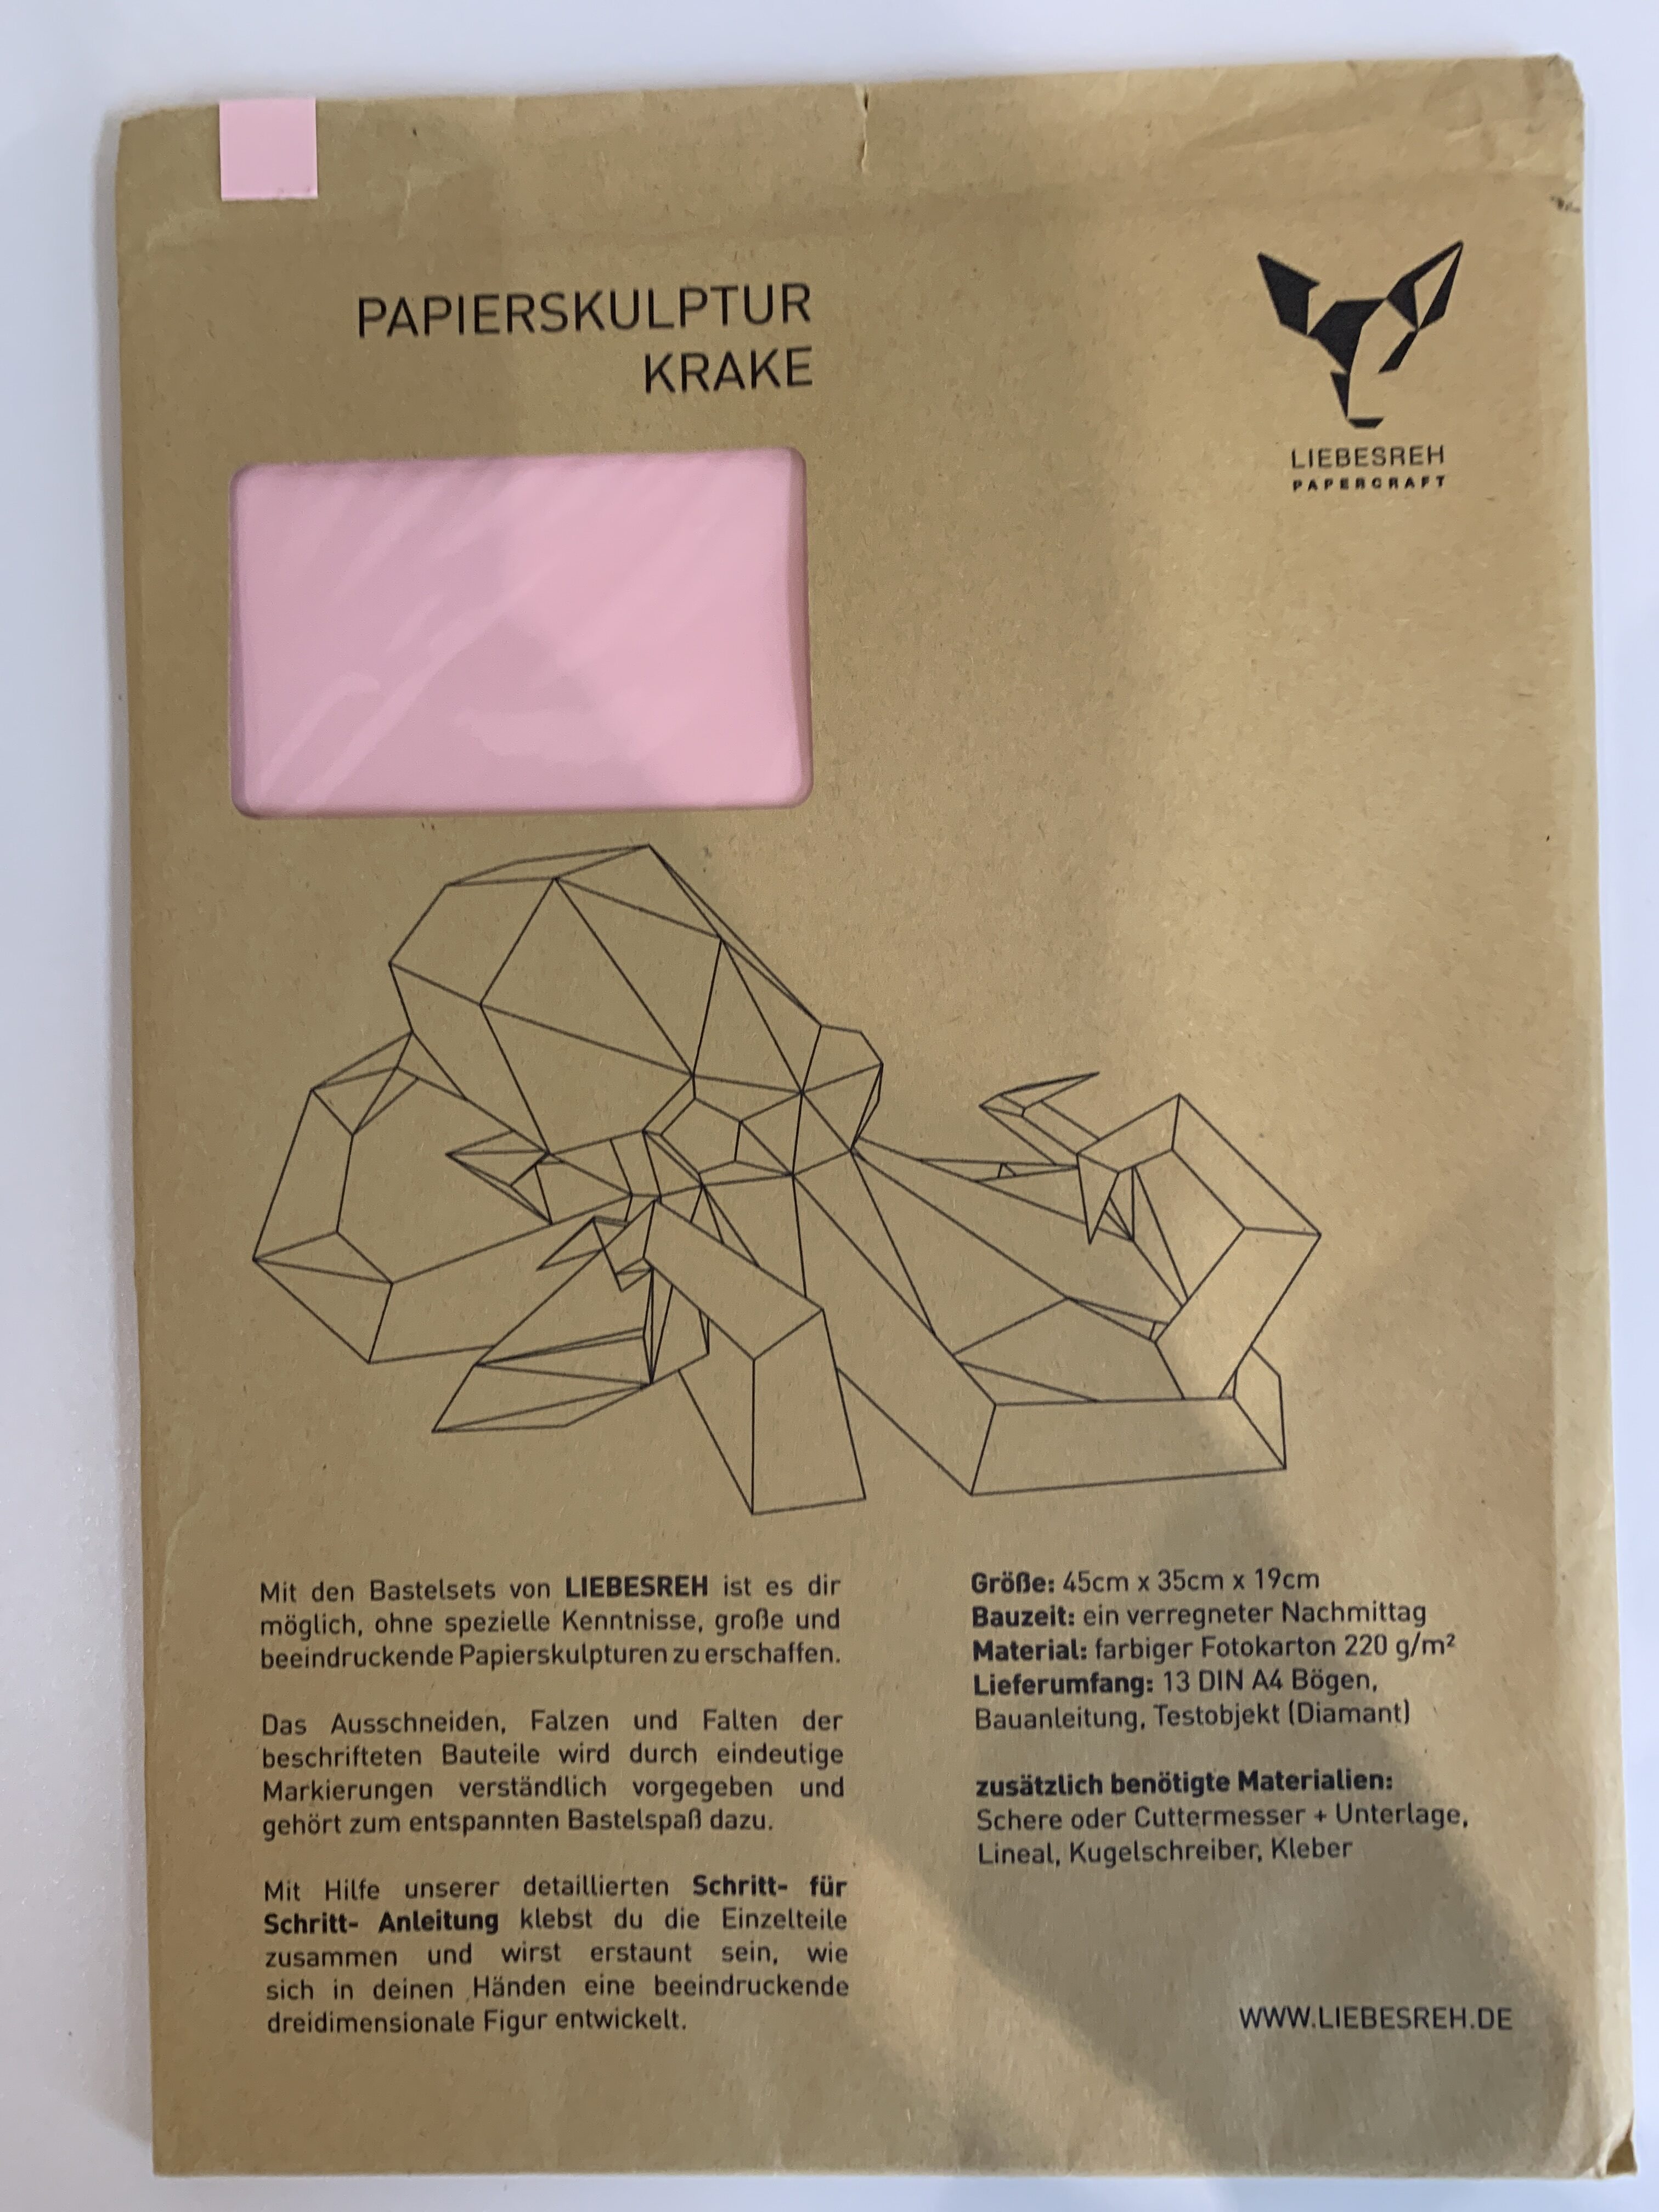 PAPIERSKULPTUR
KRAKE
LIEBESREH
PAPERCRAFT
Mit den Bastelsets von LIEBESREH ist es dir
möglich, ohne spezielle Kenntnisse, große und
beeindruckende Papierskulpturen zu erschaffen.
Das Ausschneiden, Falzen und Falten der
beschrifteten Bauteile wird durch eindeutige
Markierungen verständlich vorgegeben und
gehört zum entspannten Bastelspaß dazu.
Mit Hilfe unserer detaillierten Schritt- für
Schritt- Anleitung klebst du die Einzelteile
zusammen und wirst erstaunt sein, wie
sich in deinen Händen eine beeindruckende
dreidimensionale Figur entwickelt.
Größe: 45cm x 35cm x 19cm
Bauzeit: ein verregneter Nachmittag
Material: farbiger Fotokarton 220 g/m²
Lieferumfang: 13 DIN A4 Bögen,
Bauanleitung, Testobjekt (Diamant)
zusätzlich benötigte Materialien:
Schere oder Cuttermesser + Unterlage,
Lineal, Kugelschreiber, Kleber
WWW.LIEBESREH.DE